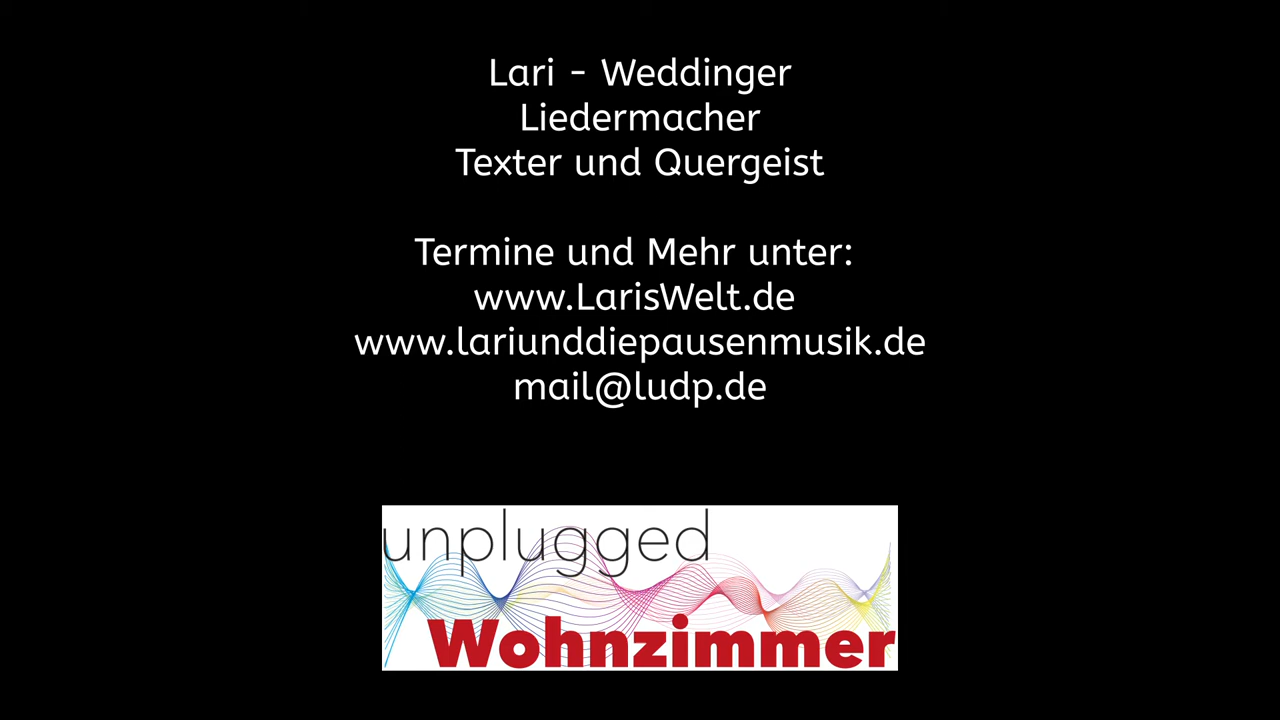 Lari - Weddinger
Liedermacher
Texter und Quergeist
Termine und Mehr unter:
www.LarisWelt.de
www.lariunddiepausenmusik.de
mail@ludp.de
unplugged
Wohnzimmer